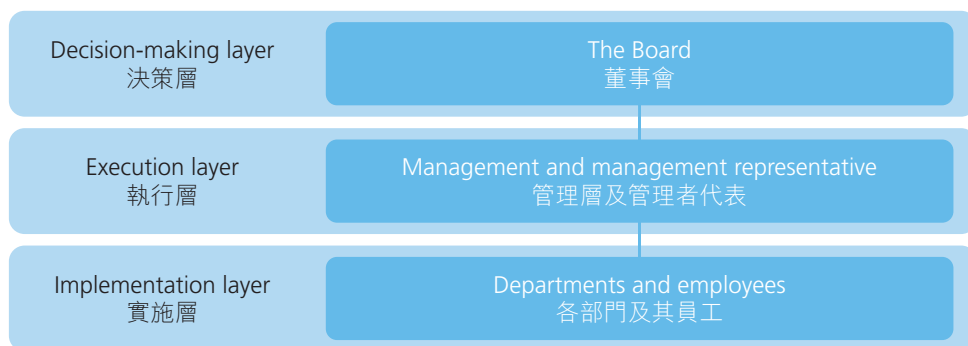 Decision-making layer
決策層
The Board
董事會
Execution layer
執行層
Management and management representative
管理層及管理者代表
Implementation layer
實施層
Departments and employees
各部門及其員工